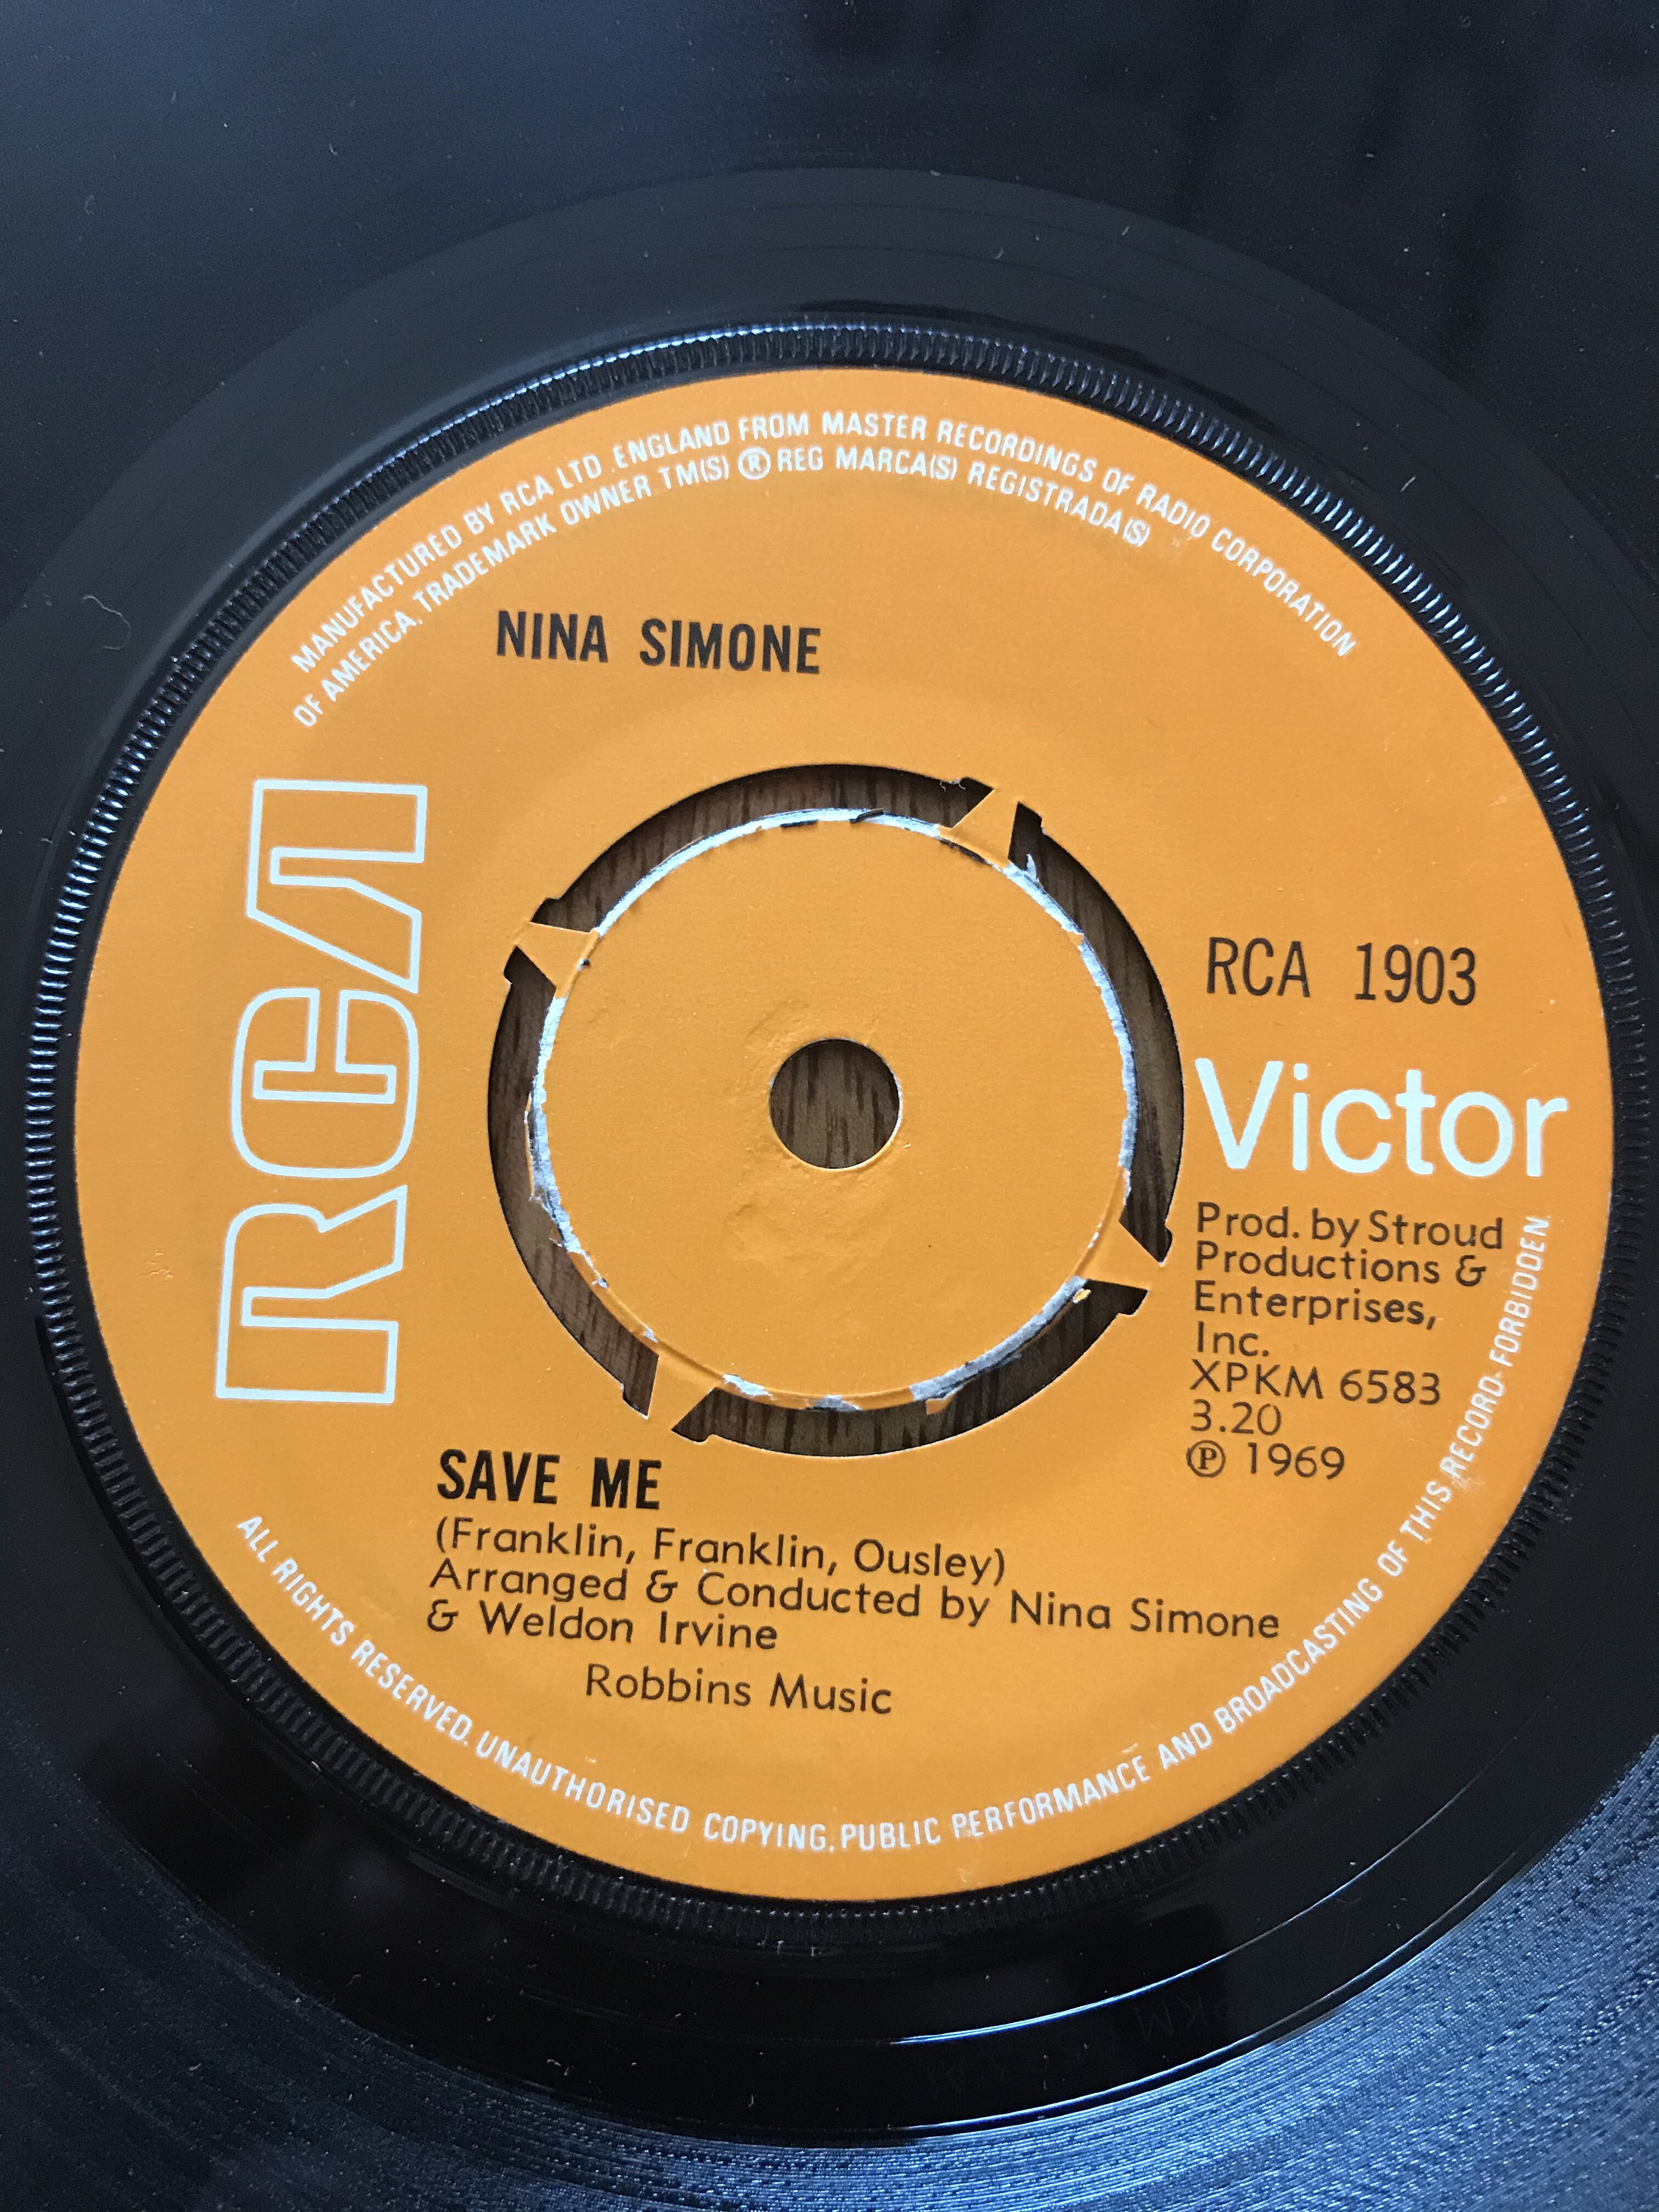 MANUFACTURED BY RCA LTD. ENGLAND FROM MASTER RECORDINGS OF RADIO CORPORATION
OF AMERICA. TRADEMARK OWNER TM(S) ® REG MARCA(S) REGISTRADA(S)
NINA SIMONE
RCA
RCA 1903
Victor
Prod. by Stroud
Productions &
Enterprises,
Inc.
XPKM 6583
3.20
℗ 1969
SAVE ME
(Franklin, Franklin, Ousley)
Arranged & Conducted by Nina Simone
& Weldon Irvine
Robbins Music
ALL RIGHTS RESERVED. UNAUTHORISED COPYING, PUBLIC PERFORMANCE AND BROADCASTING OF THIS RECORD FORBIDDEN